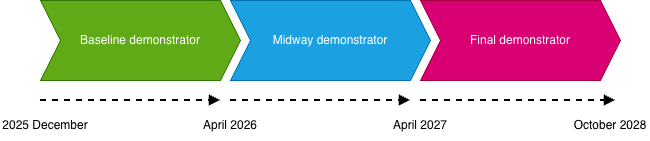 Baseline demonstrator
Midway demonstrator
Final demonstrator
2025 December
April 2026
April 2027
October 2028